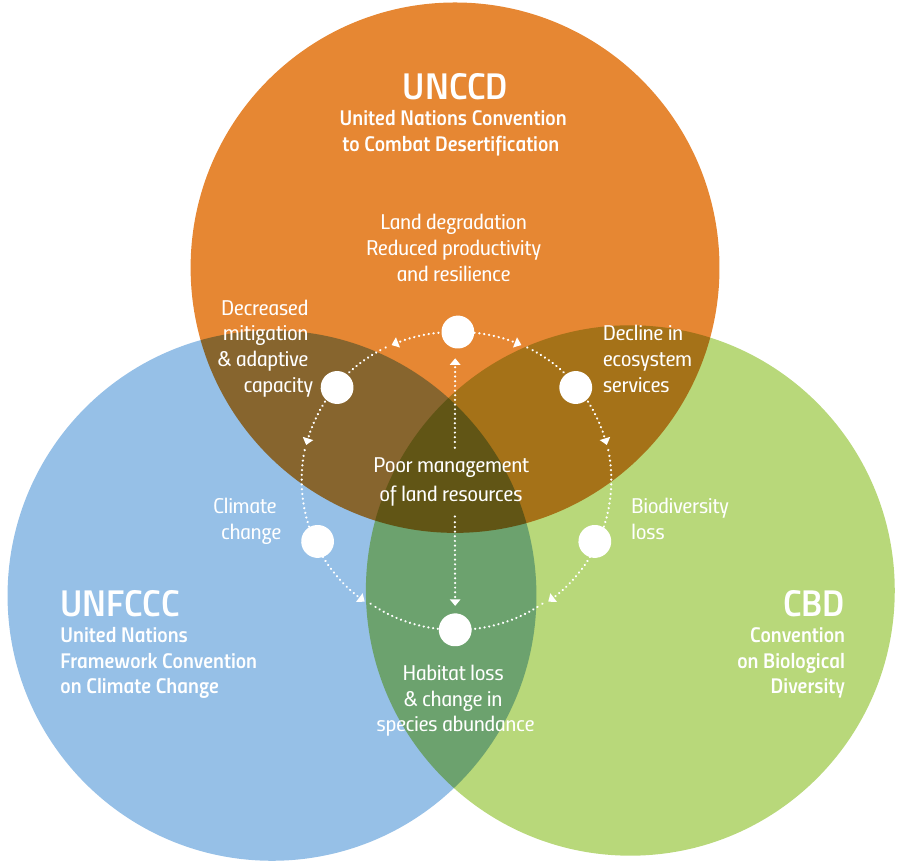 UNCCD
United Nations Convention
to Combat Desertification
Land degradation
Reduced productivity
and resilience
Decreased
mitigation
& adaptive
capacity
Decline in
ecosystem
services
Poor management
of land resources
Climate
change
Biodiversity
loss
UNFCCC
United Nations
Framework Convention
on Climate Change
CBD
Convention
on Biological
Diversity
Habitat loss
& change in
species abundance